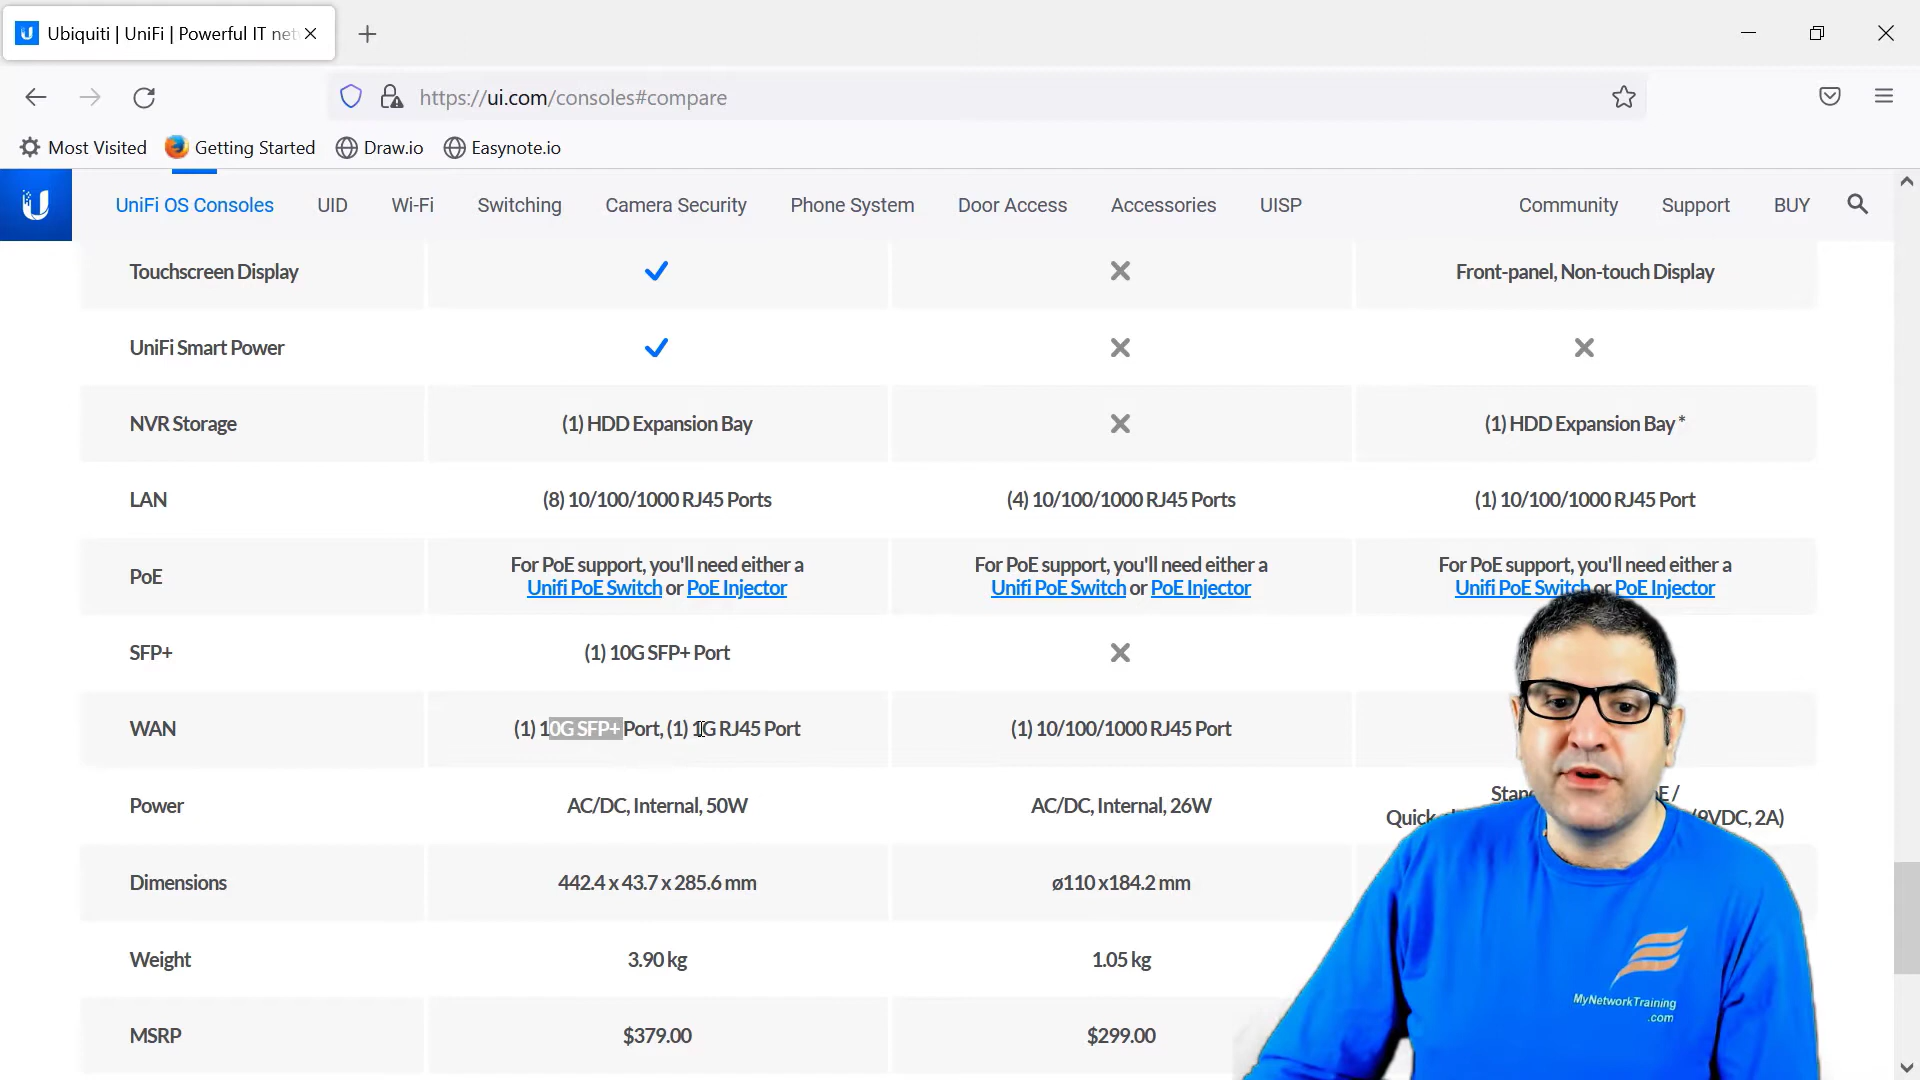 Ubiquiti | UniFi | Powerful IT net
https://ui.com/consoles#compare
Most Visited Getting Started Draw.io Easynote.io
UniFi OS Consoles UID Wi-Fi Switching Camera Security Phone System Door Access Accessories UISP Community Support BUY
Touchscreen Display Front-panel, Non-touch Display
UniFi Smart Power
NVR Storage (1) HDD Expansion Bay (1) HDD Expansion Bay *
LAN (8) 10/100/1000 RJ45 Ports (4) 10/100/1000 RJ45 Ports (1) 10/100/1000 RJ45 Port
For PoE support, you'll need either a For PoE support, you'll need either a For PoE support, you'll need either a
PoE
Unifi PoE Switch or PoE Injector Unifi PoE Switch or PoE Injector Unifi PoE Switch or PoE Injector
SFP+ (1) 10G SFP+ Port
WAN (1) 10G SFP+ Port, (1) 1G RJ45 Port (1) 10/100/1000 RJ45 Port
Power AC/DC, Internal, 50W AC/DC, Internal, 26W
(9VDC, 2A)
Dimensions 442.4 x 43.7 x 285.6 mm ø110 x184.2 mm
Weight 3.90 kg 1.05 kg
MSRP $379.00 $299.00
MyNetworkTraining
.com